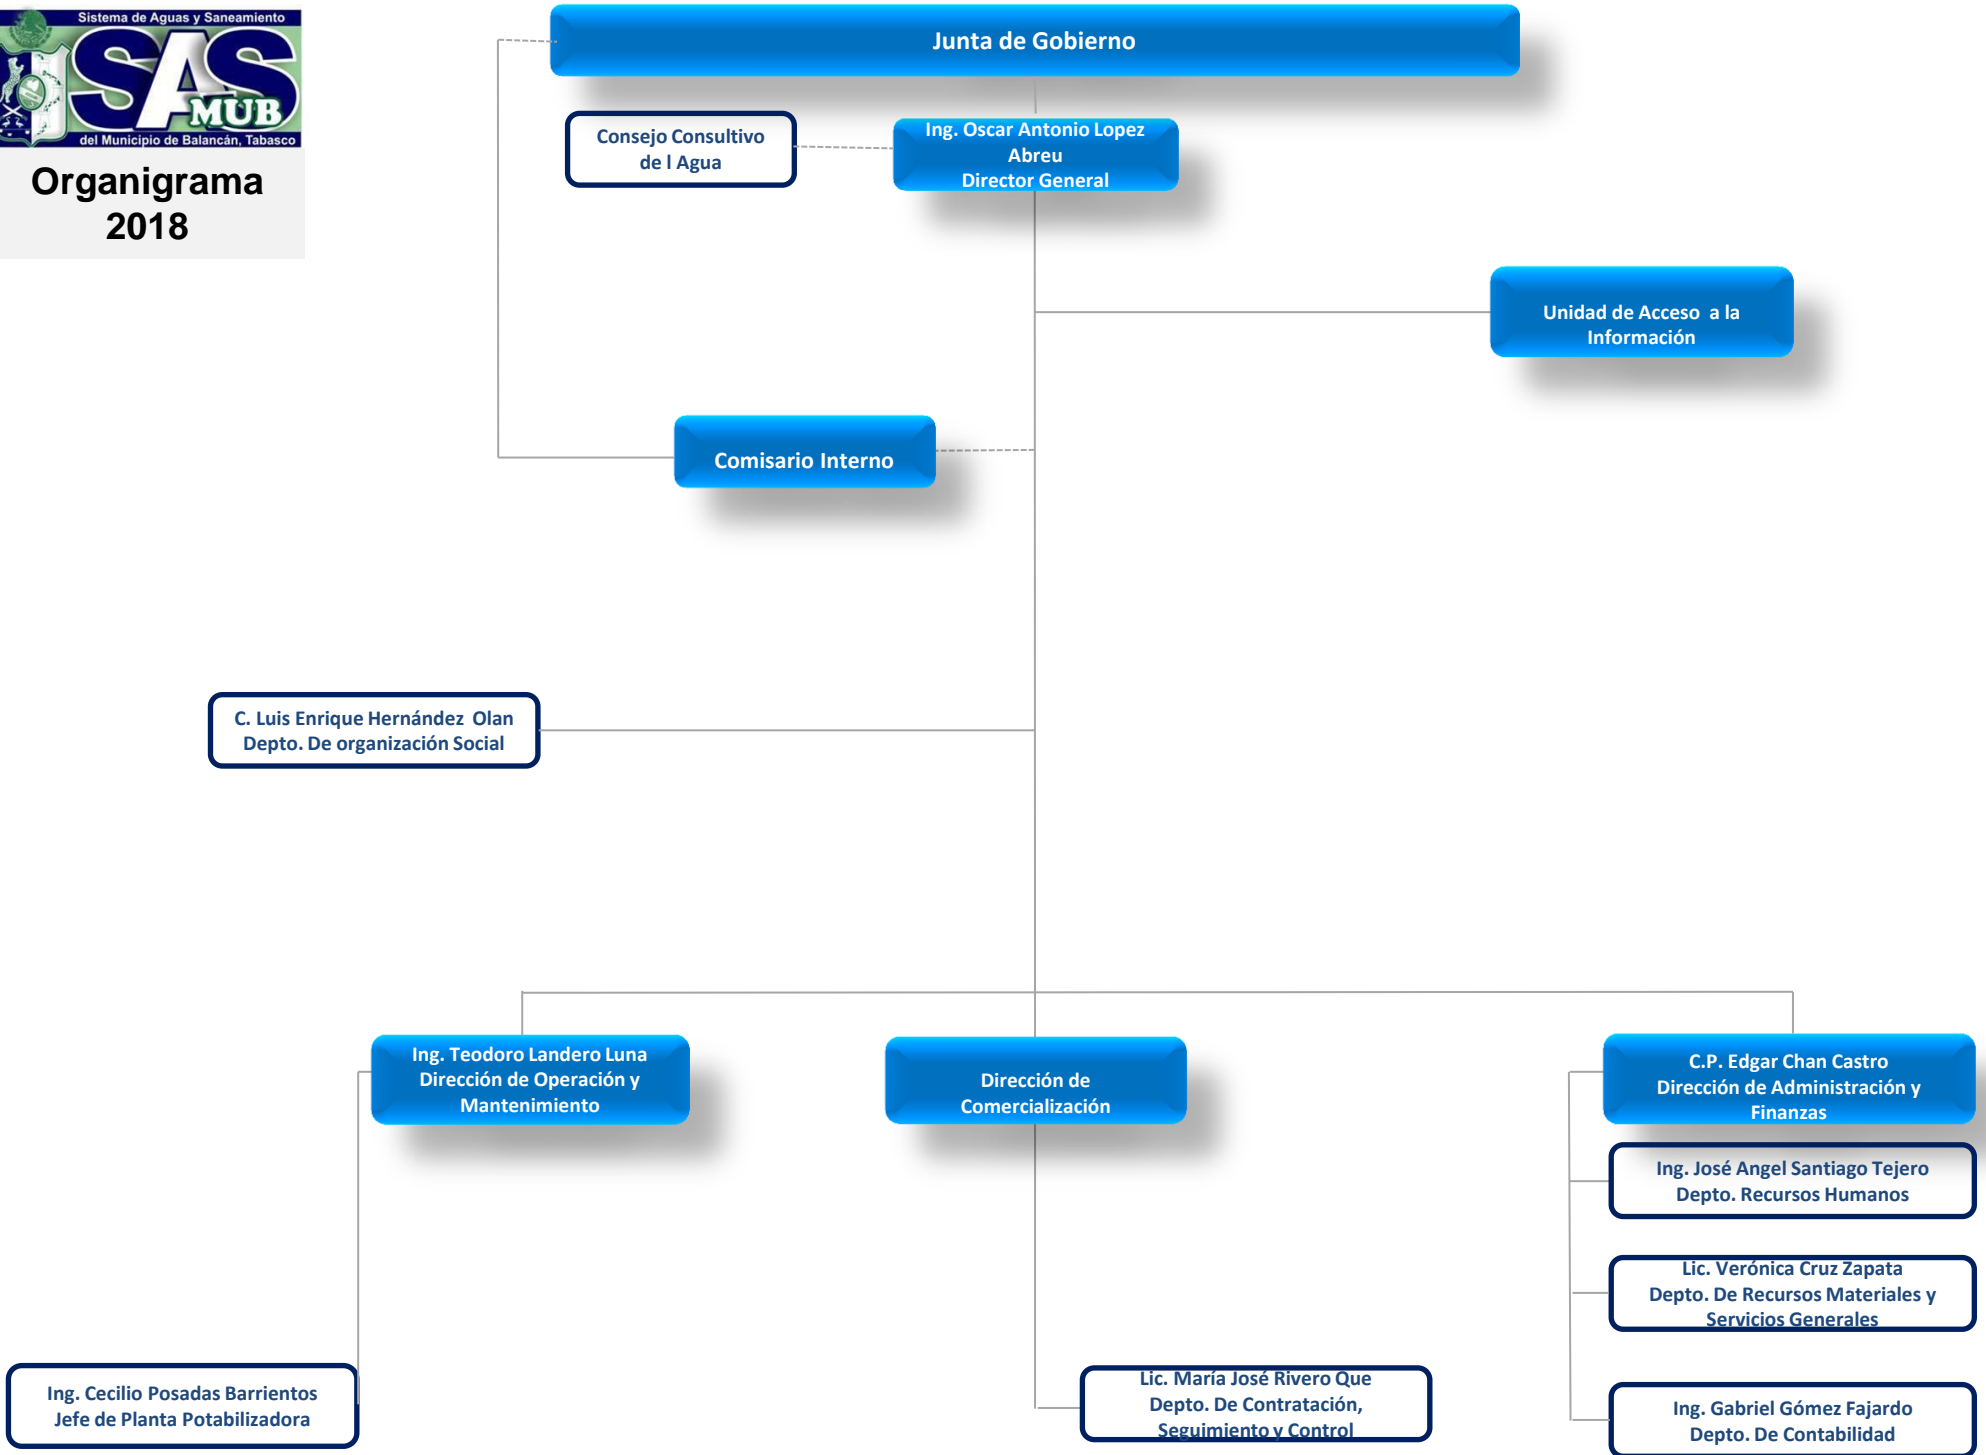 Sistema de Aguas y Saneamiento
SAS
MUB
del Municipio de Balancán, Tabasco
Organigrama
2018
Junta de Gobierno
Consejo Consultivo
de l Agua
Ing. Oscar Antonio Lopez
Abreu
Director General
Unidad de Acceso  a la
Información
Comisario Interno
C. Luis Enrique Hernández  Olan
Depto. De organización Social
Ing. Teodoro Landero Luna
Dirección de Operación y
Mantenimiento
Dirección de
Comercialización
C.P. Edgar Chan Castro
Dirección de Administración y
Finanzas
Ing. José Angel Santiago Tejero
Depto. Recursos Humanos
Lic. Verónica Cruz Zapata
Depto. De Recursos Materiales y
Servicios Generales
Ing. Cecilio Posadas Barrientos
Jefe de Planta Potabilizadora
Lic. María José Rivero Que
Depto. De Contratación,
Seguimiento y Control
Ing. Gabriel Gómez Fajardo
Depto. De Contabilidad